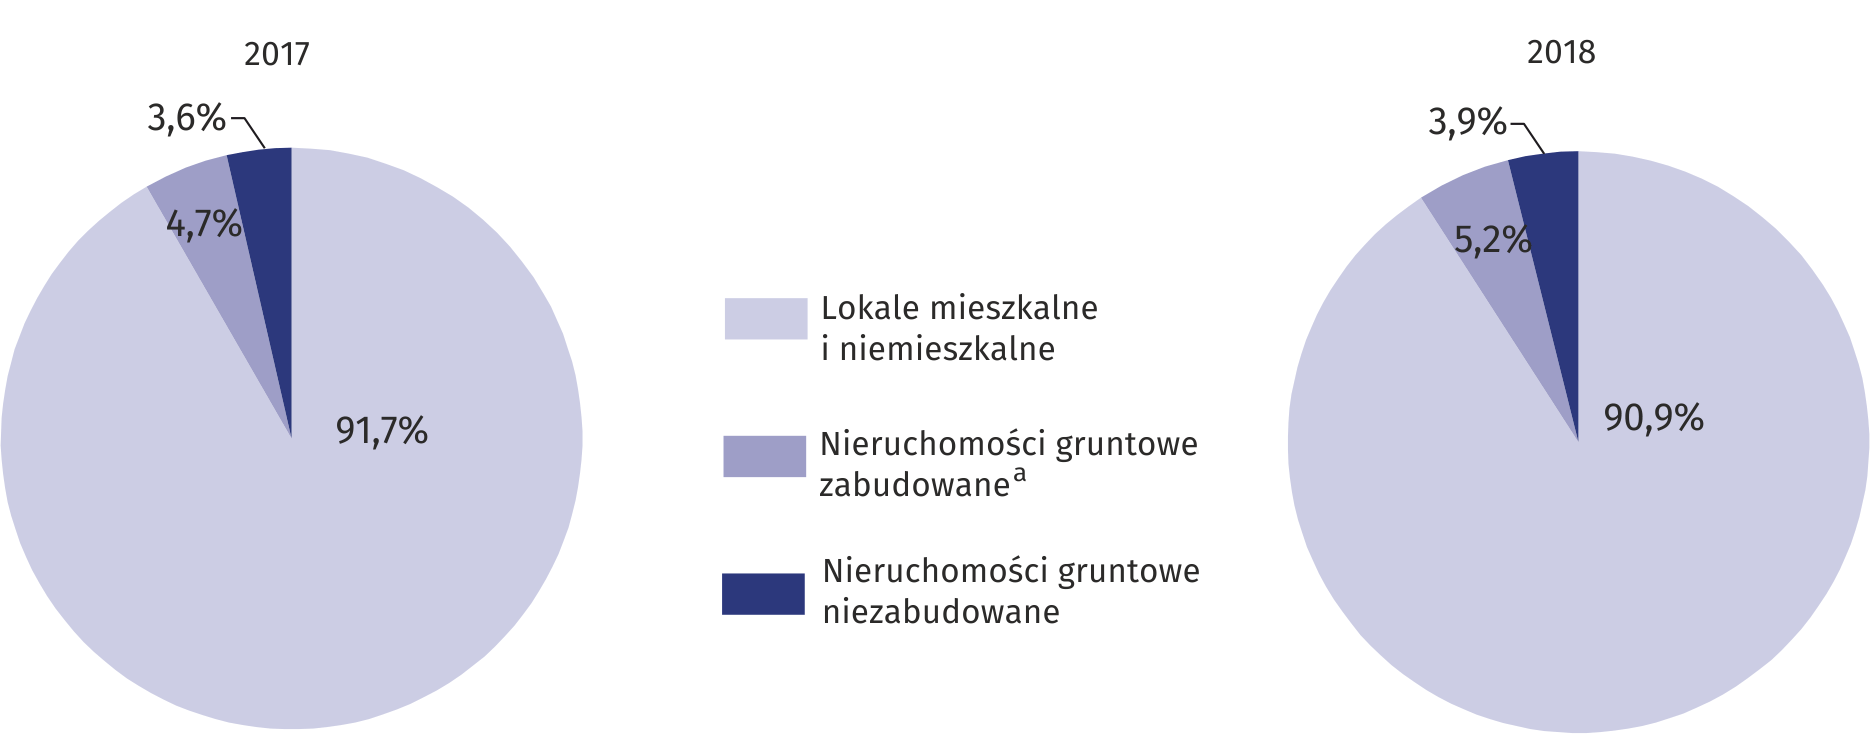 2017
3,6%
4,7%
91,7%
Lokale mieszkalne
i niemieszkalne
Nieruchomości gruntowe
zabudowaneᵃ
Nieruchomości gruntowe
niezabudowane
2018
3,9%
5,2%
90,9%